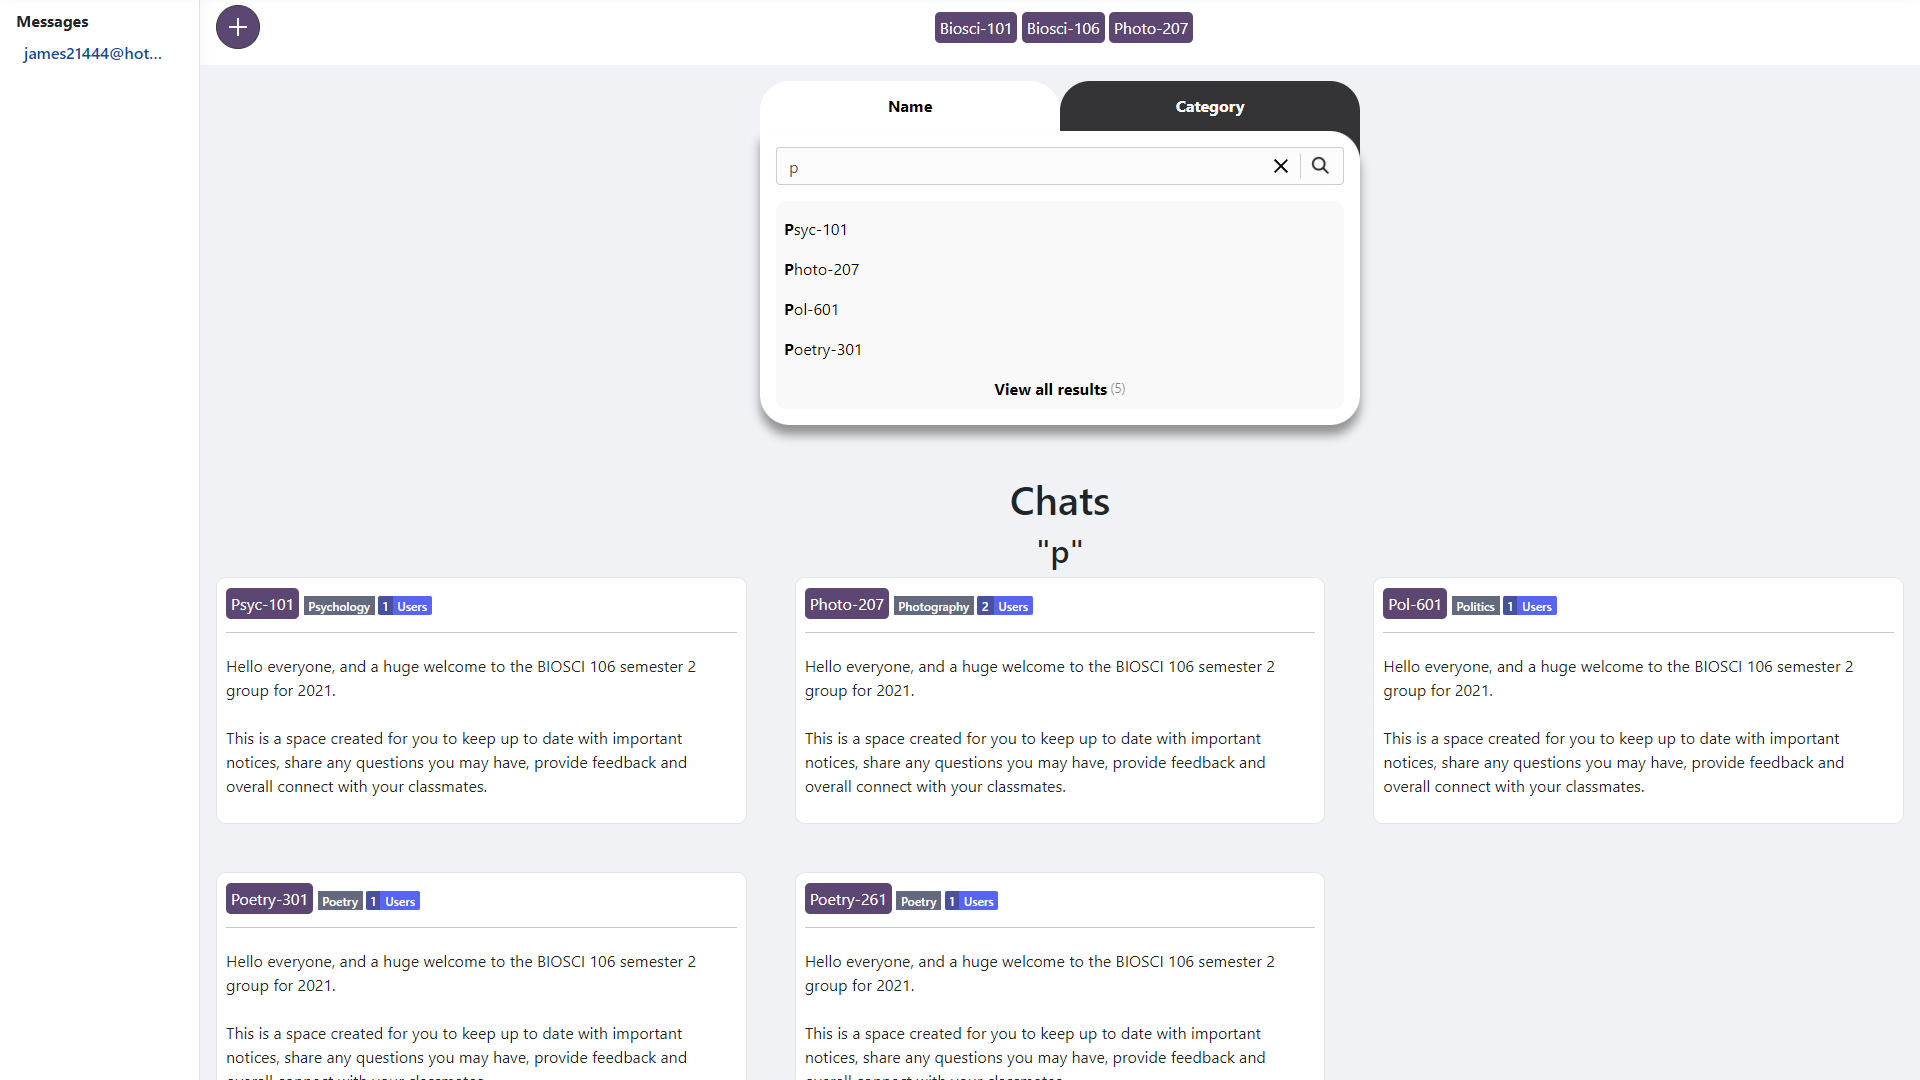 Messages
james21444@hot...
Biosci-101 Biosci-106 Photo-207
Name Category
p
Psyc-101
Photo-207
Pol-601
Poetry-301
View all results (5)
Chats
"p"
Psyc-101 Psychology 1 Users
Hello everyone, and a huge welcome to the BIOSCI 106 semester 2
group for 2021.
This is a space created for you to keep up to date with important
notices, share any questions you may have, provide feedback and
overall connect with your classmates.
Photo-207 Photography 2 Users
Hello everyone, and a huge welcome to the BIOSCI 106 semester 2
group for 2021.
This is a space created for you to keep up to date with important
notices, share any questions you may have, provide feedback and
overall connect with your classmates.
Pol-601 Politics 1 Users
Hello everyone, and a huge welcome to the BIOSCI 106 semester 2
group for 2021.
This is a space created for you to keep up to date with important
notices, share any questions you may have, provide feedback and
overall connect with your classmates.
Poetry-301 Poetry 1 Users
Hello everyone, and a huge welcome to the BIOSCI 106 semester 2
group for 2021.
This is a space created for you to keep up to date with important
notices, share any questions you may have, provide feedback and
overall connect with your classmates.
Poetry-261 Poetry 1 Users
Hello everyone, and a huge welcome to the BIOSCI 106 semester 2
group for 2021.
This is a space created for you to keep up to date with important
notices, share any questions you may have, provide feedback and
overall connect with your classmates.